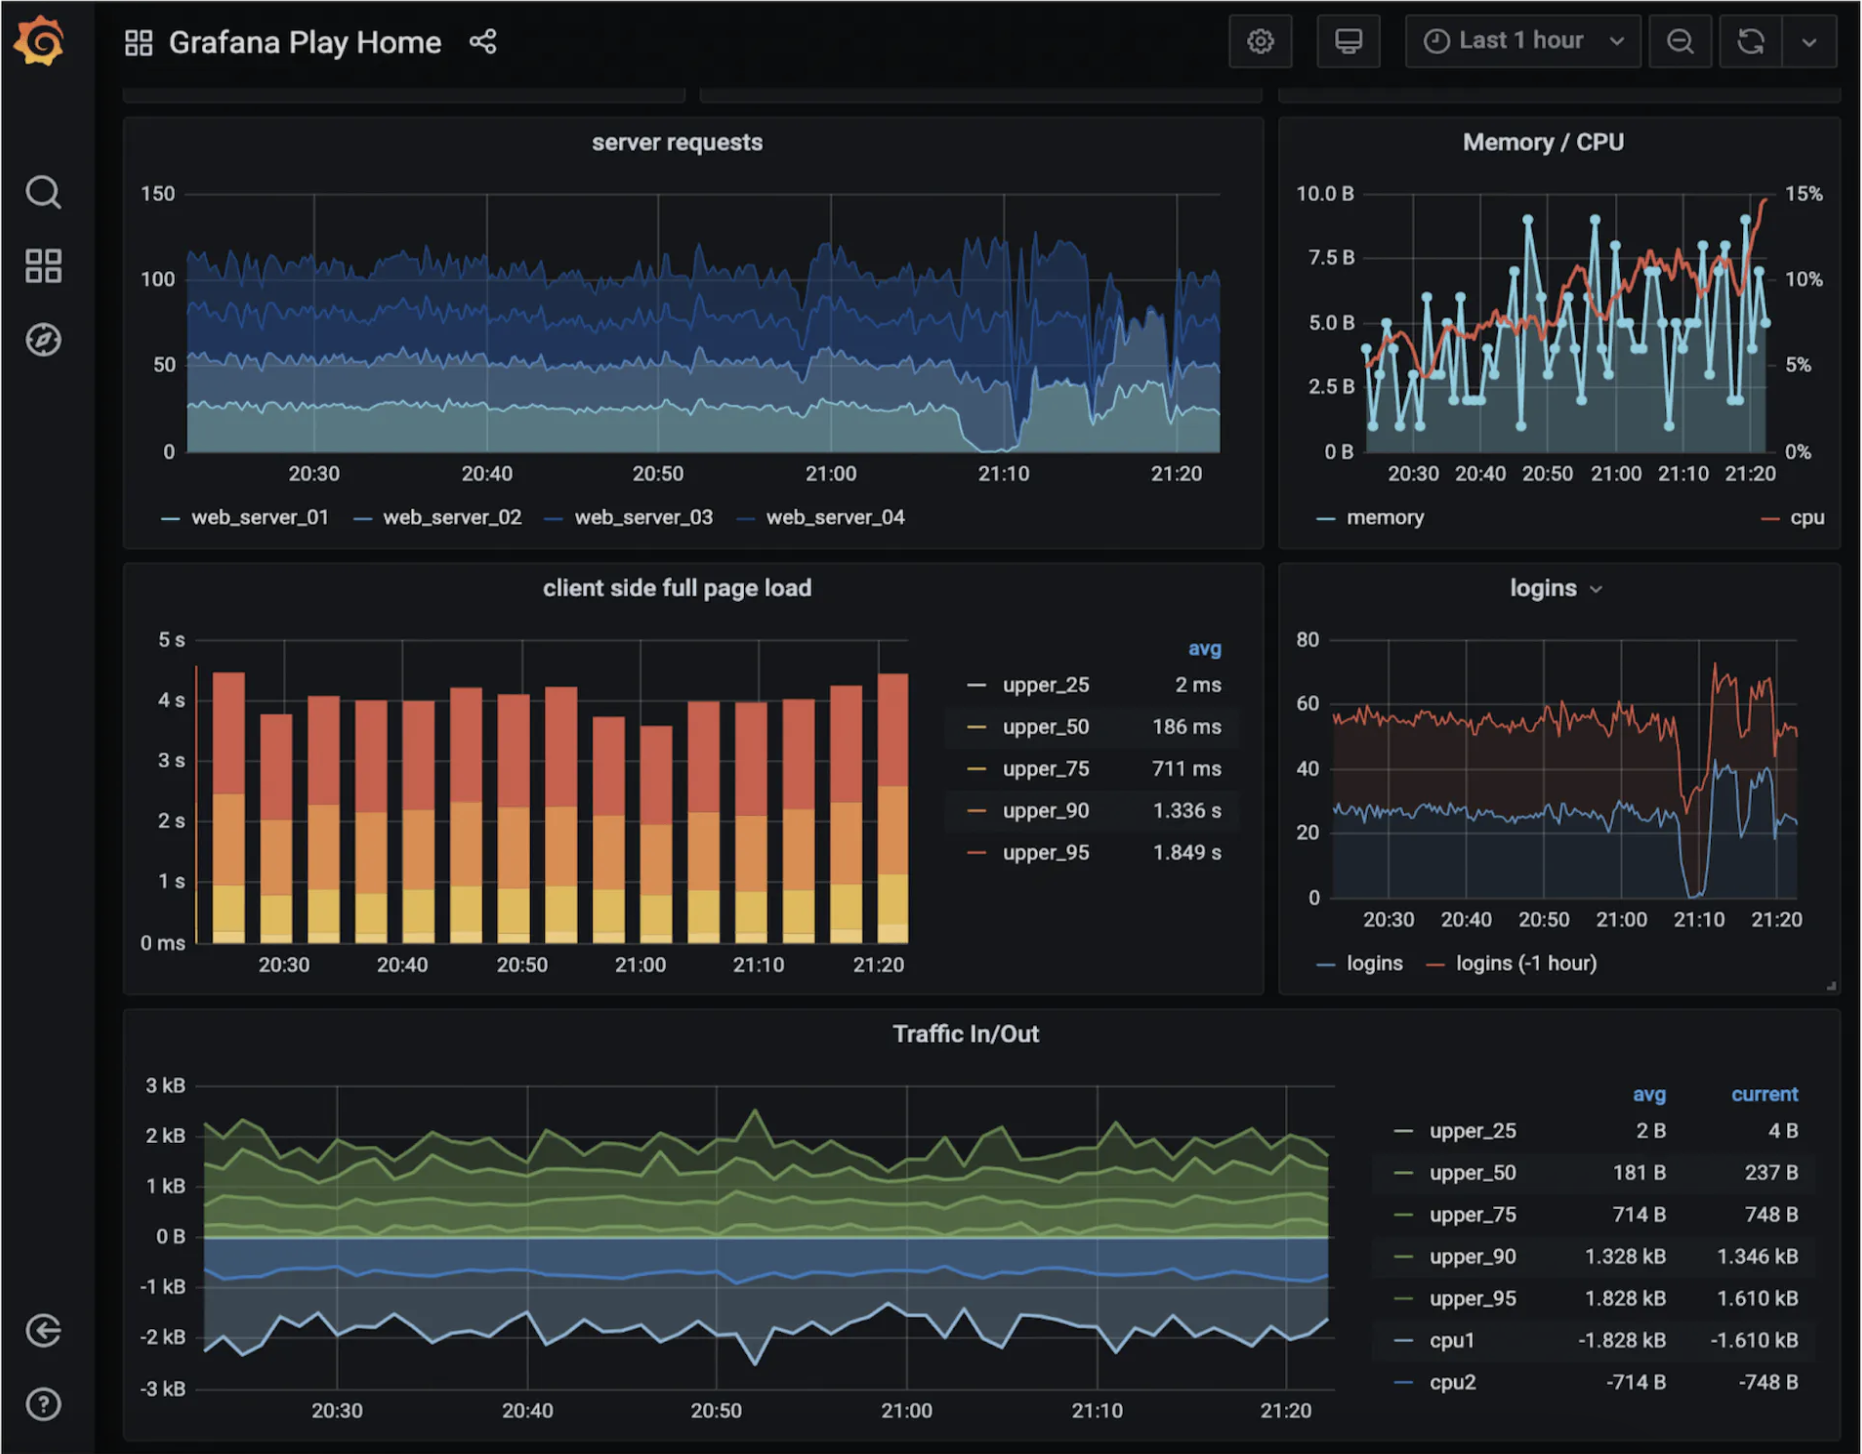 Grafana Play Home
Last 1 hour
server requests
150
100
50
0
20:30 20:40 20:50 21:00 21:10 21:20
web_server_01 web_server_02 web_server_03 web_server_04
Memory / CPU
10.0 B 15%
7.5 B 10%
5.0 B
2.5 B 5%
0 B 0%
20:30 20:40 20:50 21:00 21:10 21:20
memory cpu
client side full page load
5 s
4 s
3 s
2 s
1 s
0 ms
20:30 20:40 20:50 21:00 21:10 21:20
avg
upper_25 2 ms
upper_50 186 ms
upper_75 711 ms
upper_90 1.336 s
upper_95 1.849 s
logins
80
60
40
20
0
20:30 20:40 20:50 21:00 21:10 21:20
logins logins (-1 hour)
Traffic In/Out
3 kB
2 kB
1 kB
0 B
-1 kB
-2 kB
-3 kB
20:30 20:40 20:50 21:00 21:10 21:20
avg current
upper_25 2 B 4 B
upper_50 181 B 237 B
upper_75 714 B 748 B
upper_90 1.328 kB 1.346 kB
upper_95 1.828 kB 1.610 kB
cpu1 -1.828 kB -1.610 kB
cpu2 -714 B -748 B